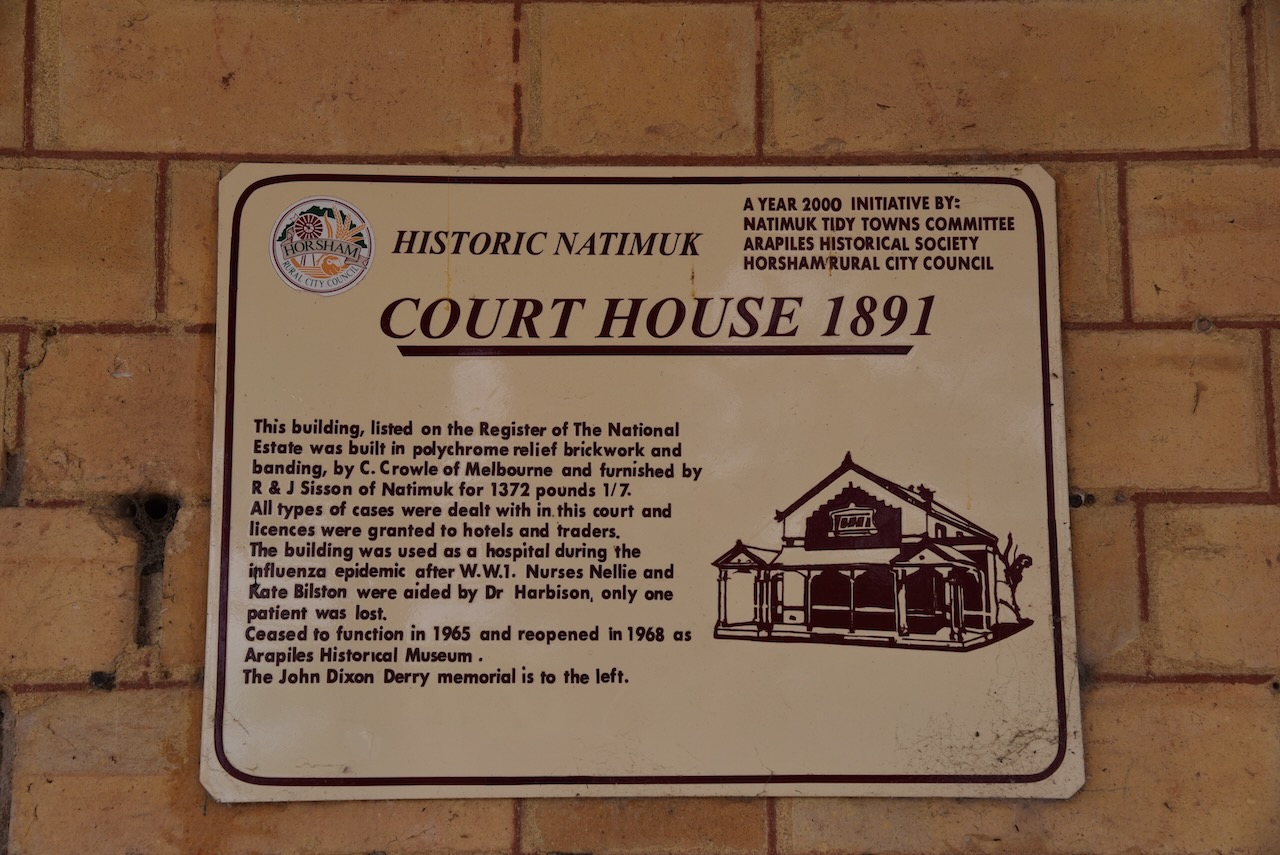 HORSHAM
RURAL CITY COUNCIL
HISTORIC NATIMUK
A YEAR 2000 INITIATIVE BY:
NATIMUK TIDY TOWNS COMMITTEE
ARAPILES HISTORICAL SOCIETY
HORSHAM RURAL CITY COUNCIL
COURT HOUSE 1891
This building, listed on the Register of The National
Estate was built in polychrome relief brickwork and
banding, by C. Crowle of Melbourne and furnished by
R & J Sisson of Natimuk for 1372 pounds 1/7.
All types of cases were dealt with in this court and
licences were granted to hotels and traders.
The building was used as a hospital during the
influenza epidemic after W.W.1. Nurses Nellie and
Kate Bilston were aided by Dr Harbison, only one
patient was lost.
Ceased to function in 1965 and reopened in 1968 as
Arapiles Historical Museum .
The John Dixon Derry memorial is to the left.